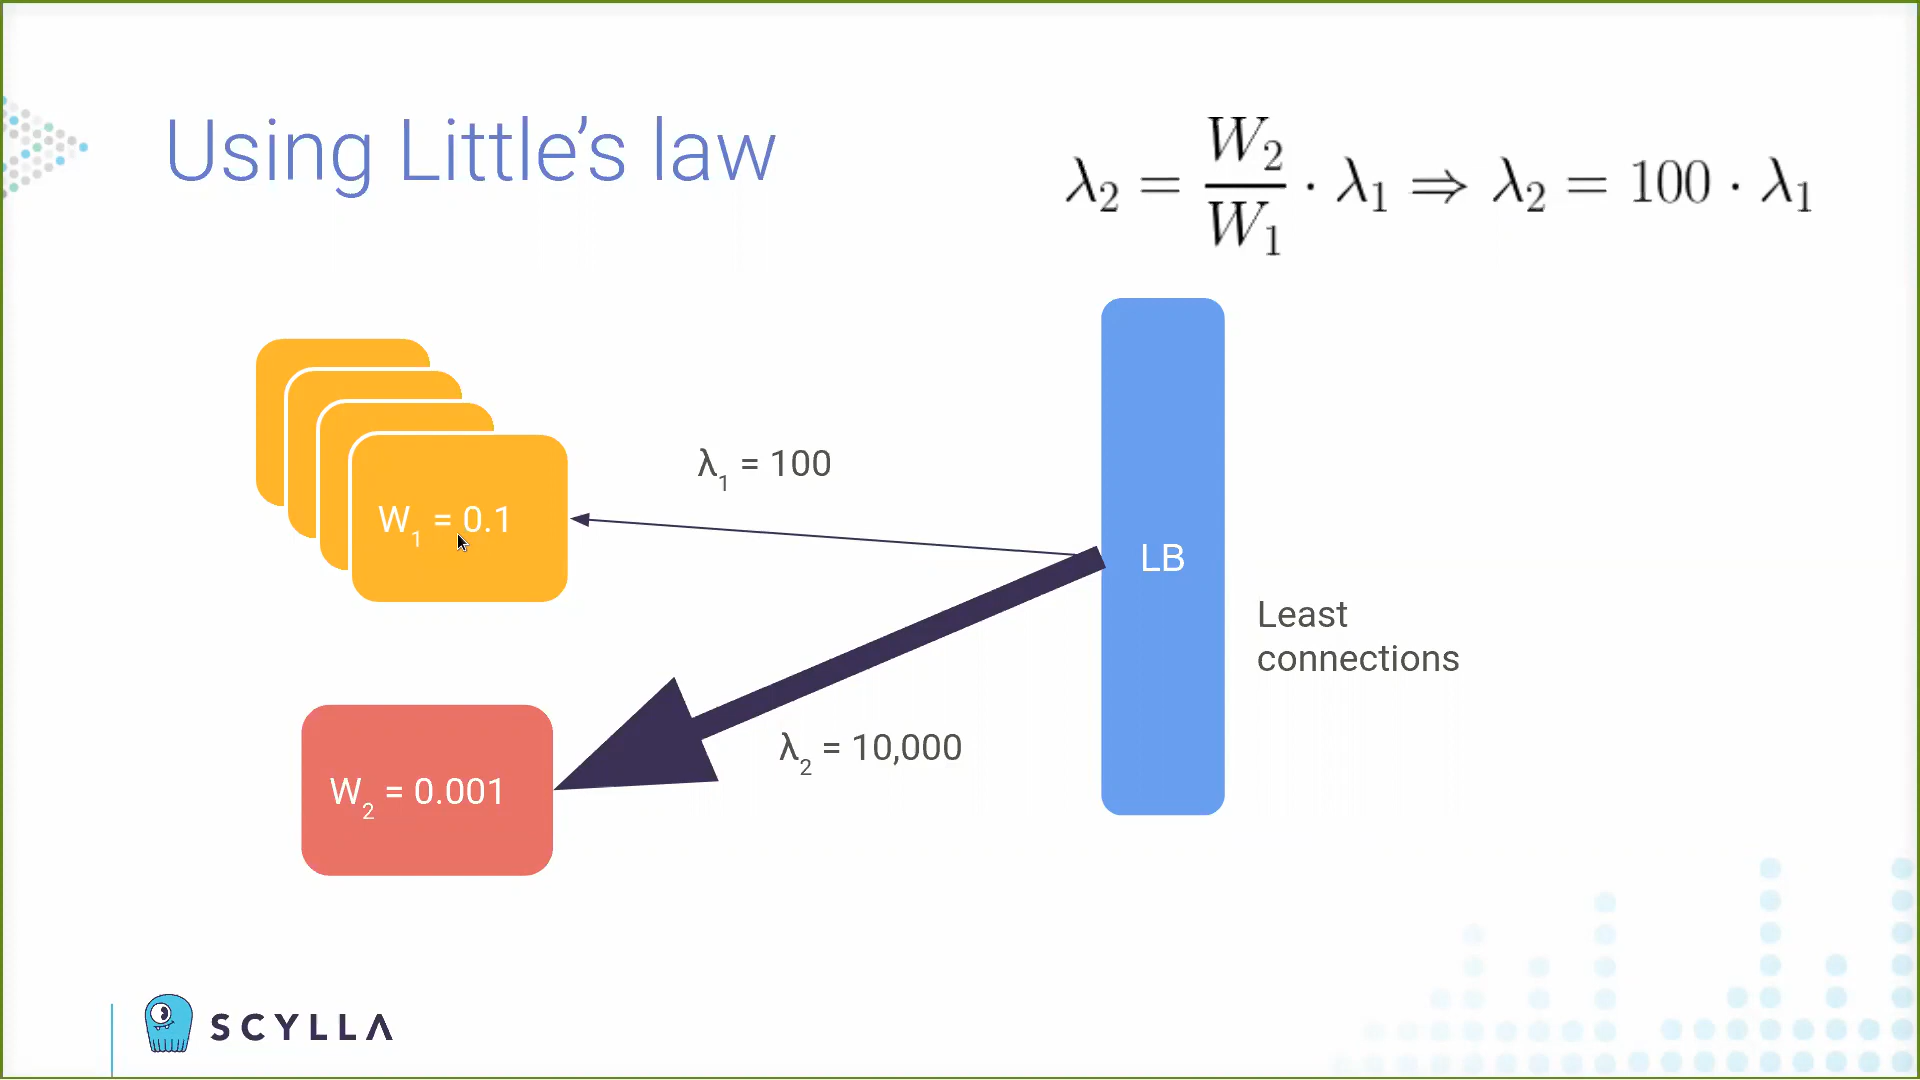 Using Little’s law
λ₂ = W₂/W₁ · λ₁ ⇒ λ₂ = 100 · λ₁
λ₁ = 100
W₁ = 0.1
LB
Least
connections
λ₂ = 10,000
W₂ = 0.001
SCYLLA